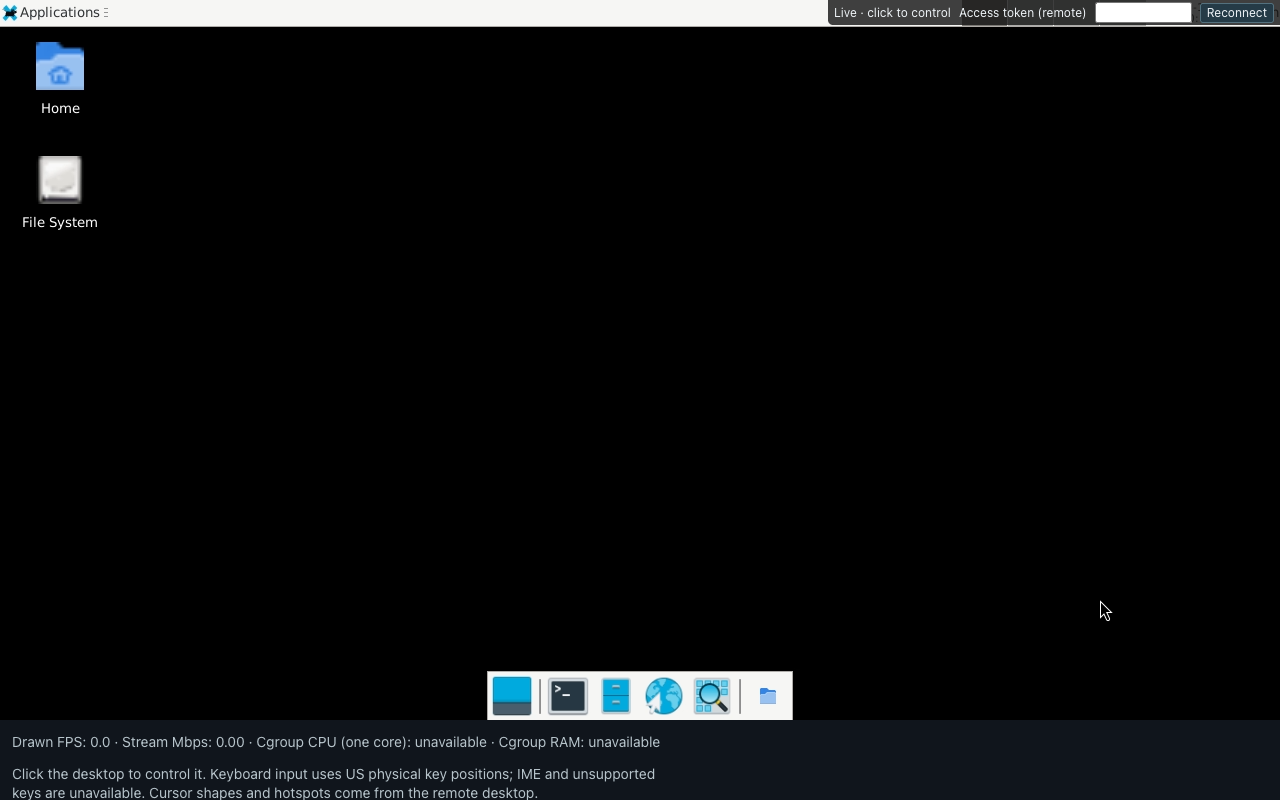 Applications
Live · click to control Access token (remote) Reconnect
Home
File System
>_
Drawn FPS: 0.0 · Stream Mbps: 0.00 · Cgroup CPU (one core): unavailable · Cgroup RAM: unavailable
Click the desktop to control it. Keyboard input uses US physical key positions; IME and unsupported
keys are unavailable. Cursor shapes and hotspots come from the remote desktop.